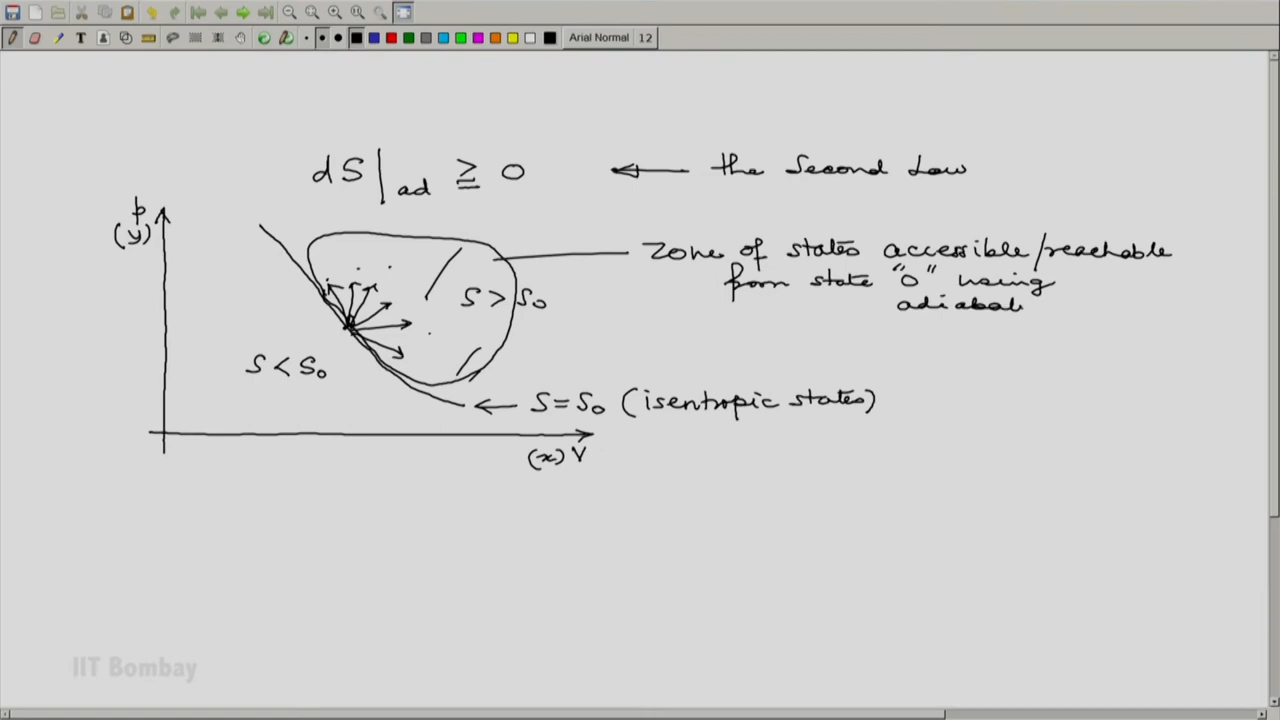 Arial Normal 12
dS|ad ≥ 0 ← the Second Law
p
(y)
Zone of states accessible/reachable
from state "0" using
adiabati
S > S₀
S < S₀
← S = S₀ (isentropic states)
(x) V
IIT Bombay